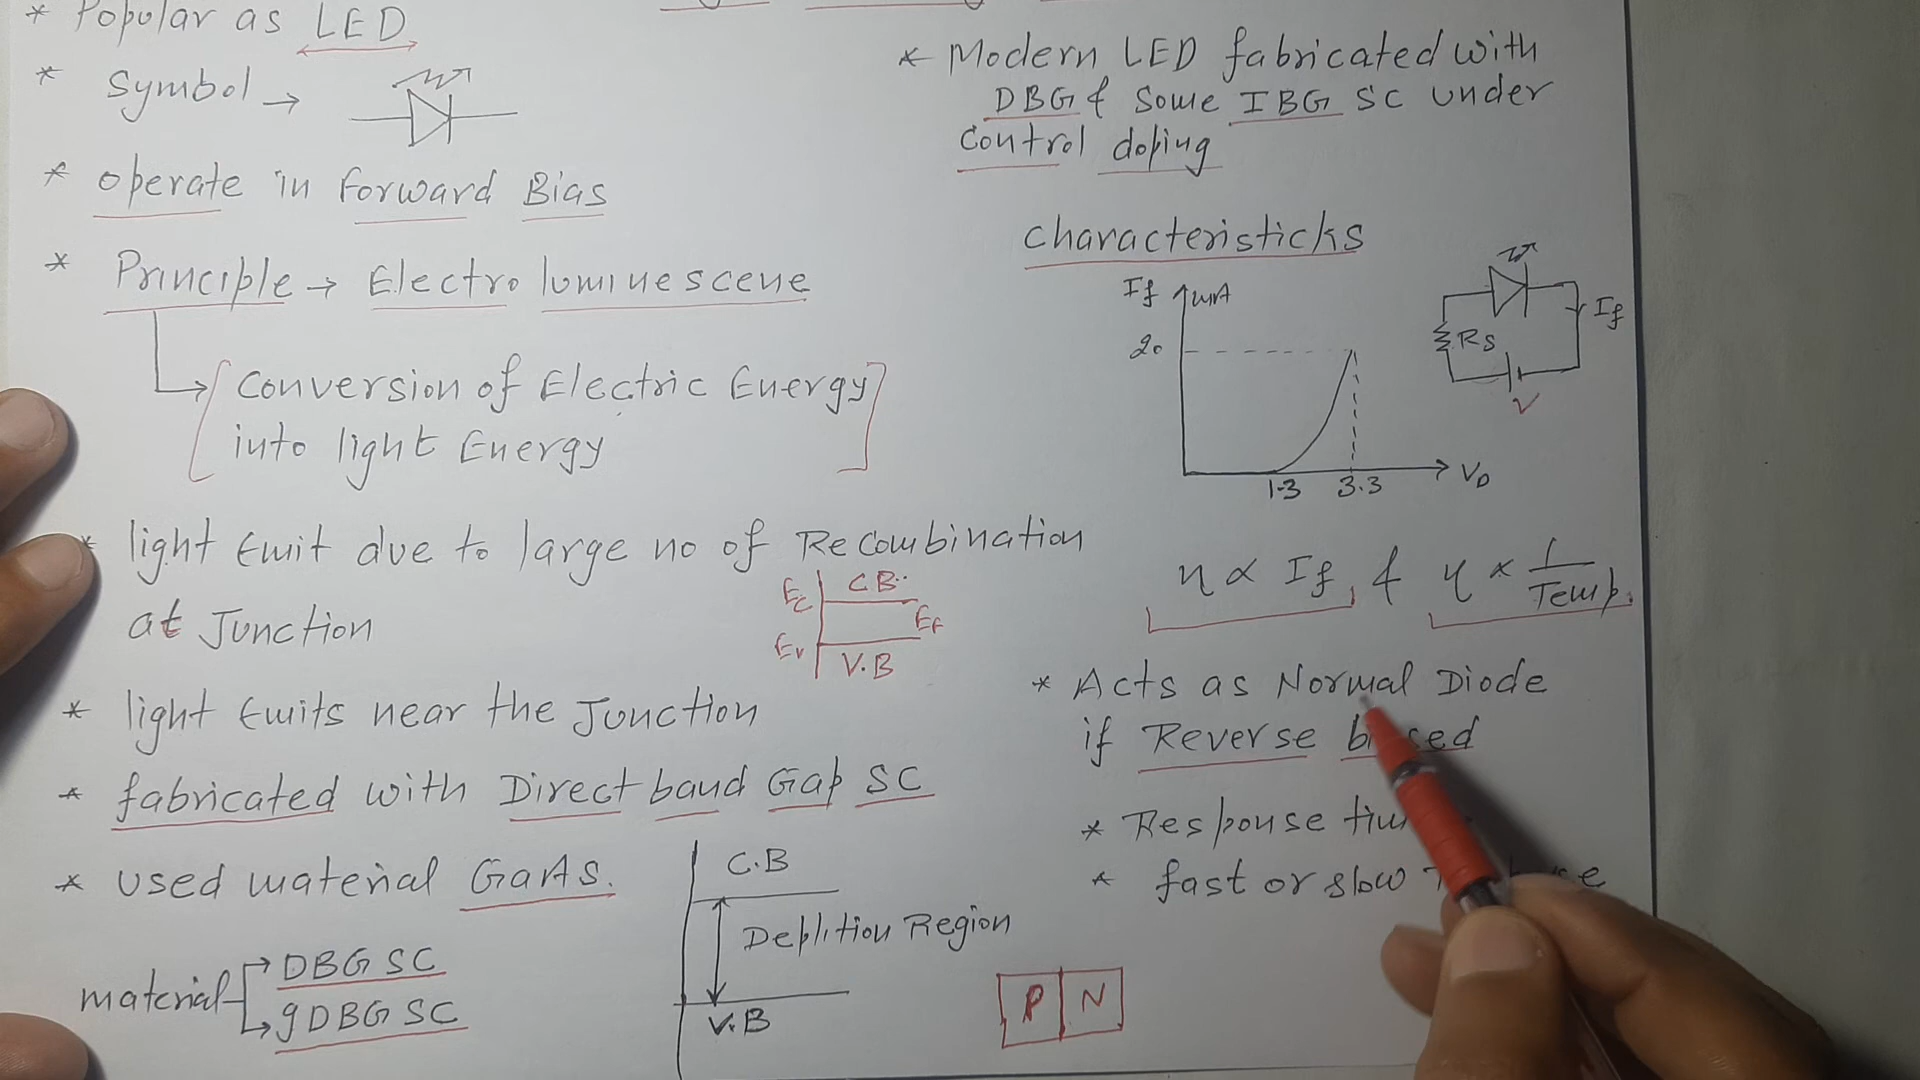 * Popular as LED
* Symbol →
* operate in forward Bias
* Principle → Electro luminescene
→ Conversion of Electric Energy
into light Energy
* light Emit due to large no of Recombination
at Junction
Ec C.B.
Ef
Ev V.B
* light Emits near the Junction
* fabricated with Direct band Gap SC
* used material GaAs.
C.B
Deplition Region
V.B
material → DBG SC
→ gDBG SC
P N
* Modern LED fabricated with
DBG & some IBG SC under
Control doping
characteristicks
If mA
20
1.3 3.3 VD
Rs If
V
η ∝ If & η ∝ 1/Temp.
* Acts as Normal Diode
if Reverse
* Response
* fast or slow